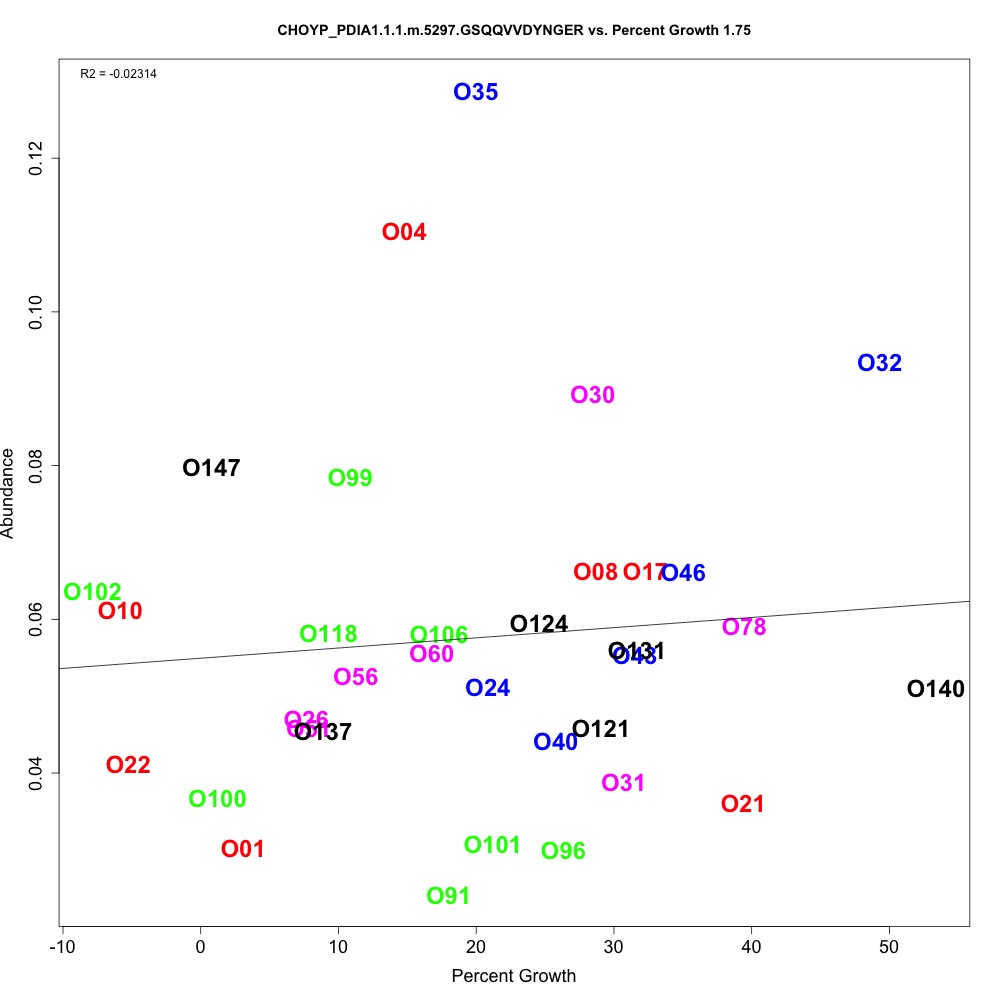 CHOYP_PDIA1.1.1.m.5297.GSQQVVDYNGER vs. Percent Growth 1.75
R2 = -0.02314
O35
0.12
O04
0.10
O32
O30
O147
O99
0.08
Abundance
O08 O17 O46
O102
O10
0.06
O124
O78
O118
O106
O131
O60
O43
O56
O24
O140
O26
O51
O137
O121
O40
O22
0.04
O31
O100
O21
O01
O101
O96
O91
-10 0 10 20 30 40 50
Percent Growth